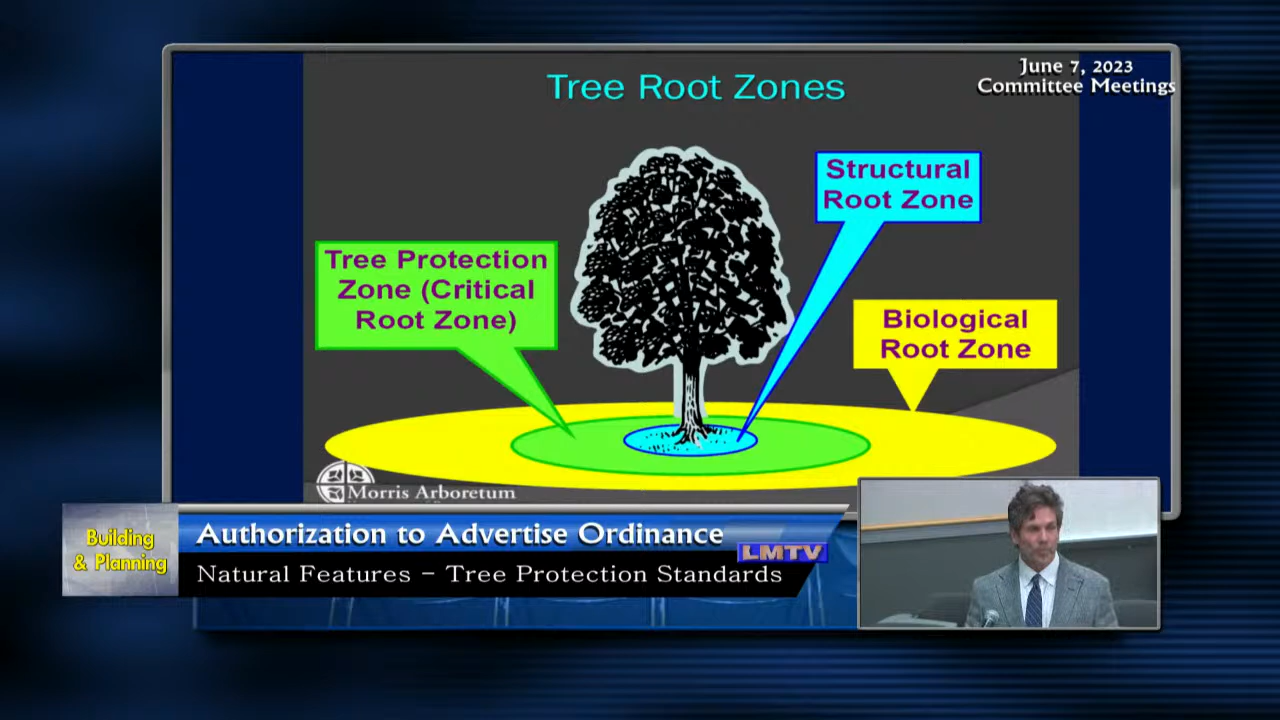 June 7, 2023
Committee Meetings
Tree Root Zones
Structural
Root Zone
Tree Protection
Zone (Critical
Root Zone)
Biological
Root Zone
Morris Arboretum
Building
& Planning
Authorization to Advertise Ordinance
LMTV
Natural Features – Tree Protection Standards